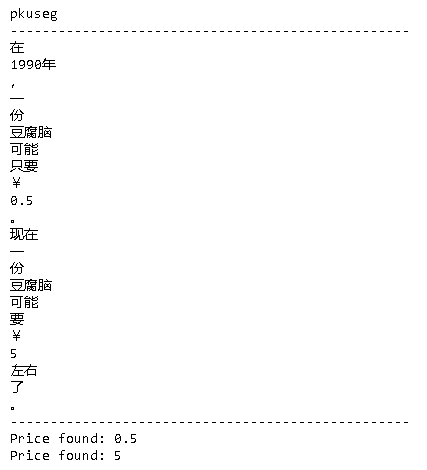 pkuseg
--------------------------------------------------
在
1990年
，
一
份
豆腐脑
可能
只要
￥
0.5
。
现在
一
份
豆腐脑
可能
要
￥
5
左右
了
。
--------------------------------------------------
Price found: 0.5
Price found: 5